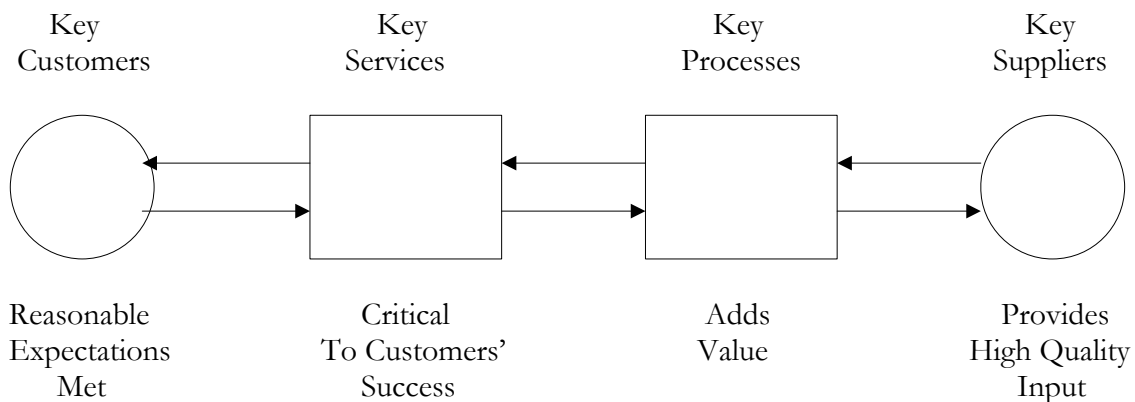 Key
Customers
Key
Services
Key
Processes
Key
Suppliers
Reasonable
Expectations
Met
Critical
To Customers’
Success
Adds
Value
Provides
High Quality
Input